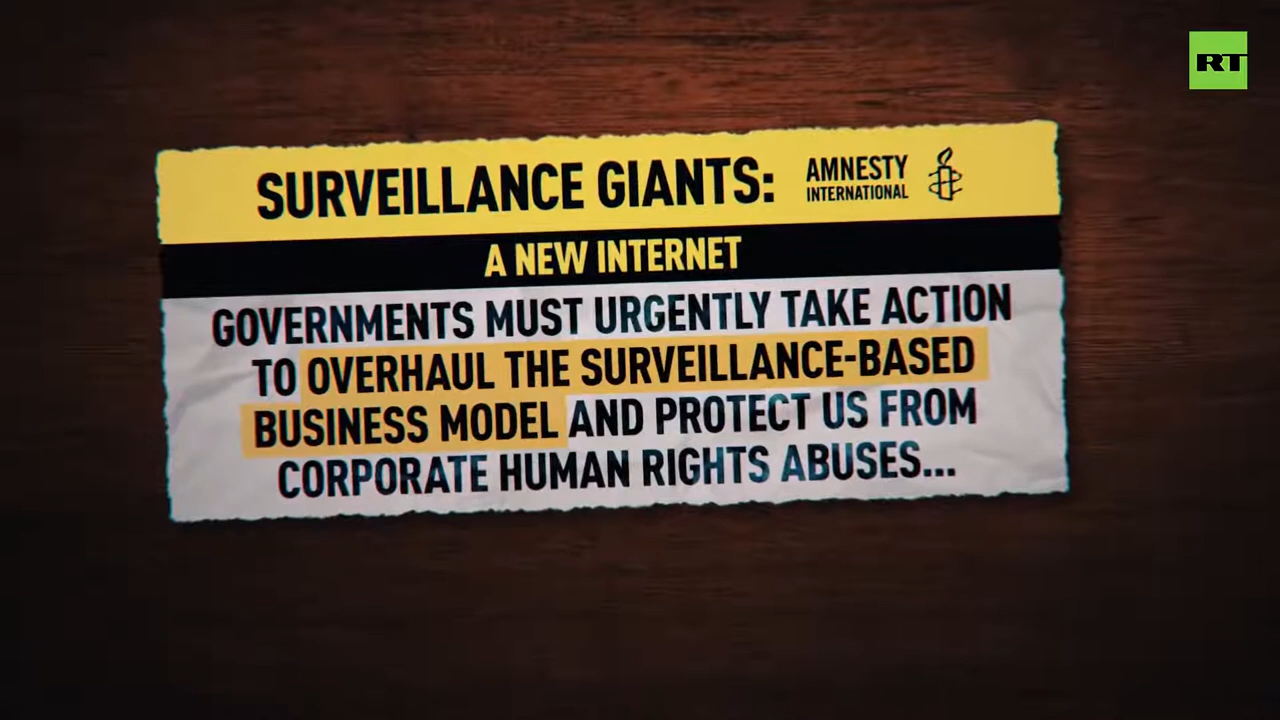 RT
SURVEILLANCE GIANTS:
AMNESTY
INTERNATIONAL
A NEW INTERNET
GOVERNMENTS MUST URGENTLY TAKE ACTION
TO OVERHAUL THE SURVEILLANCE-BASED
BUSINESS MODEL AND PROTECT US FROM
CORPORATE HUMAN RIGHTS ABUSES...